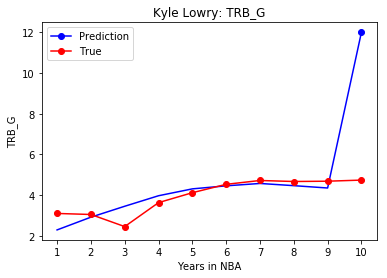 Kyle Lowry: TRB_G
Prediction
True
TRB_G
12
10
8
6
4
2
1 2 3 4 5 6 7 8 9 10
Years in NBA